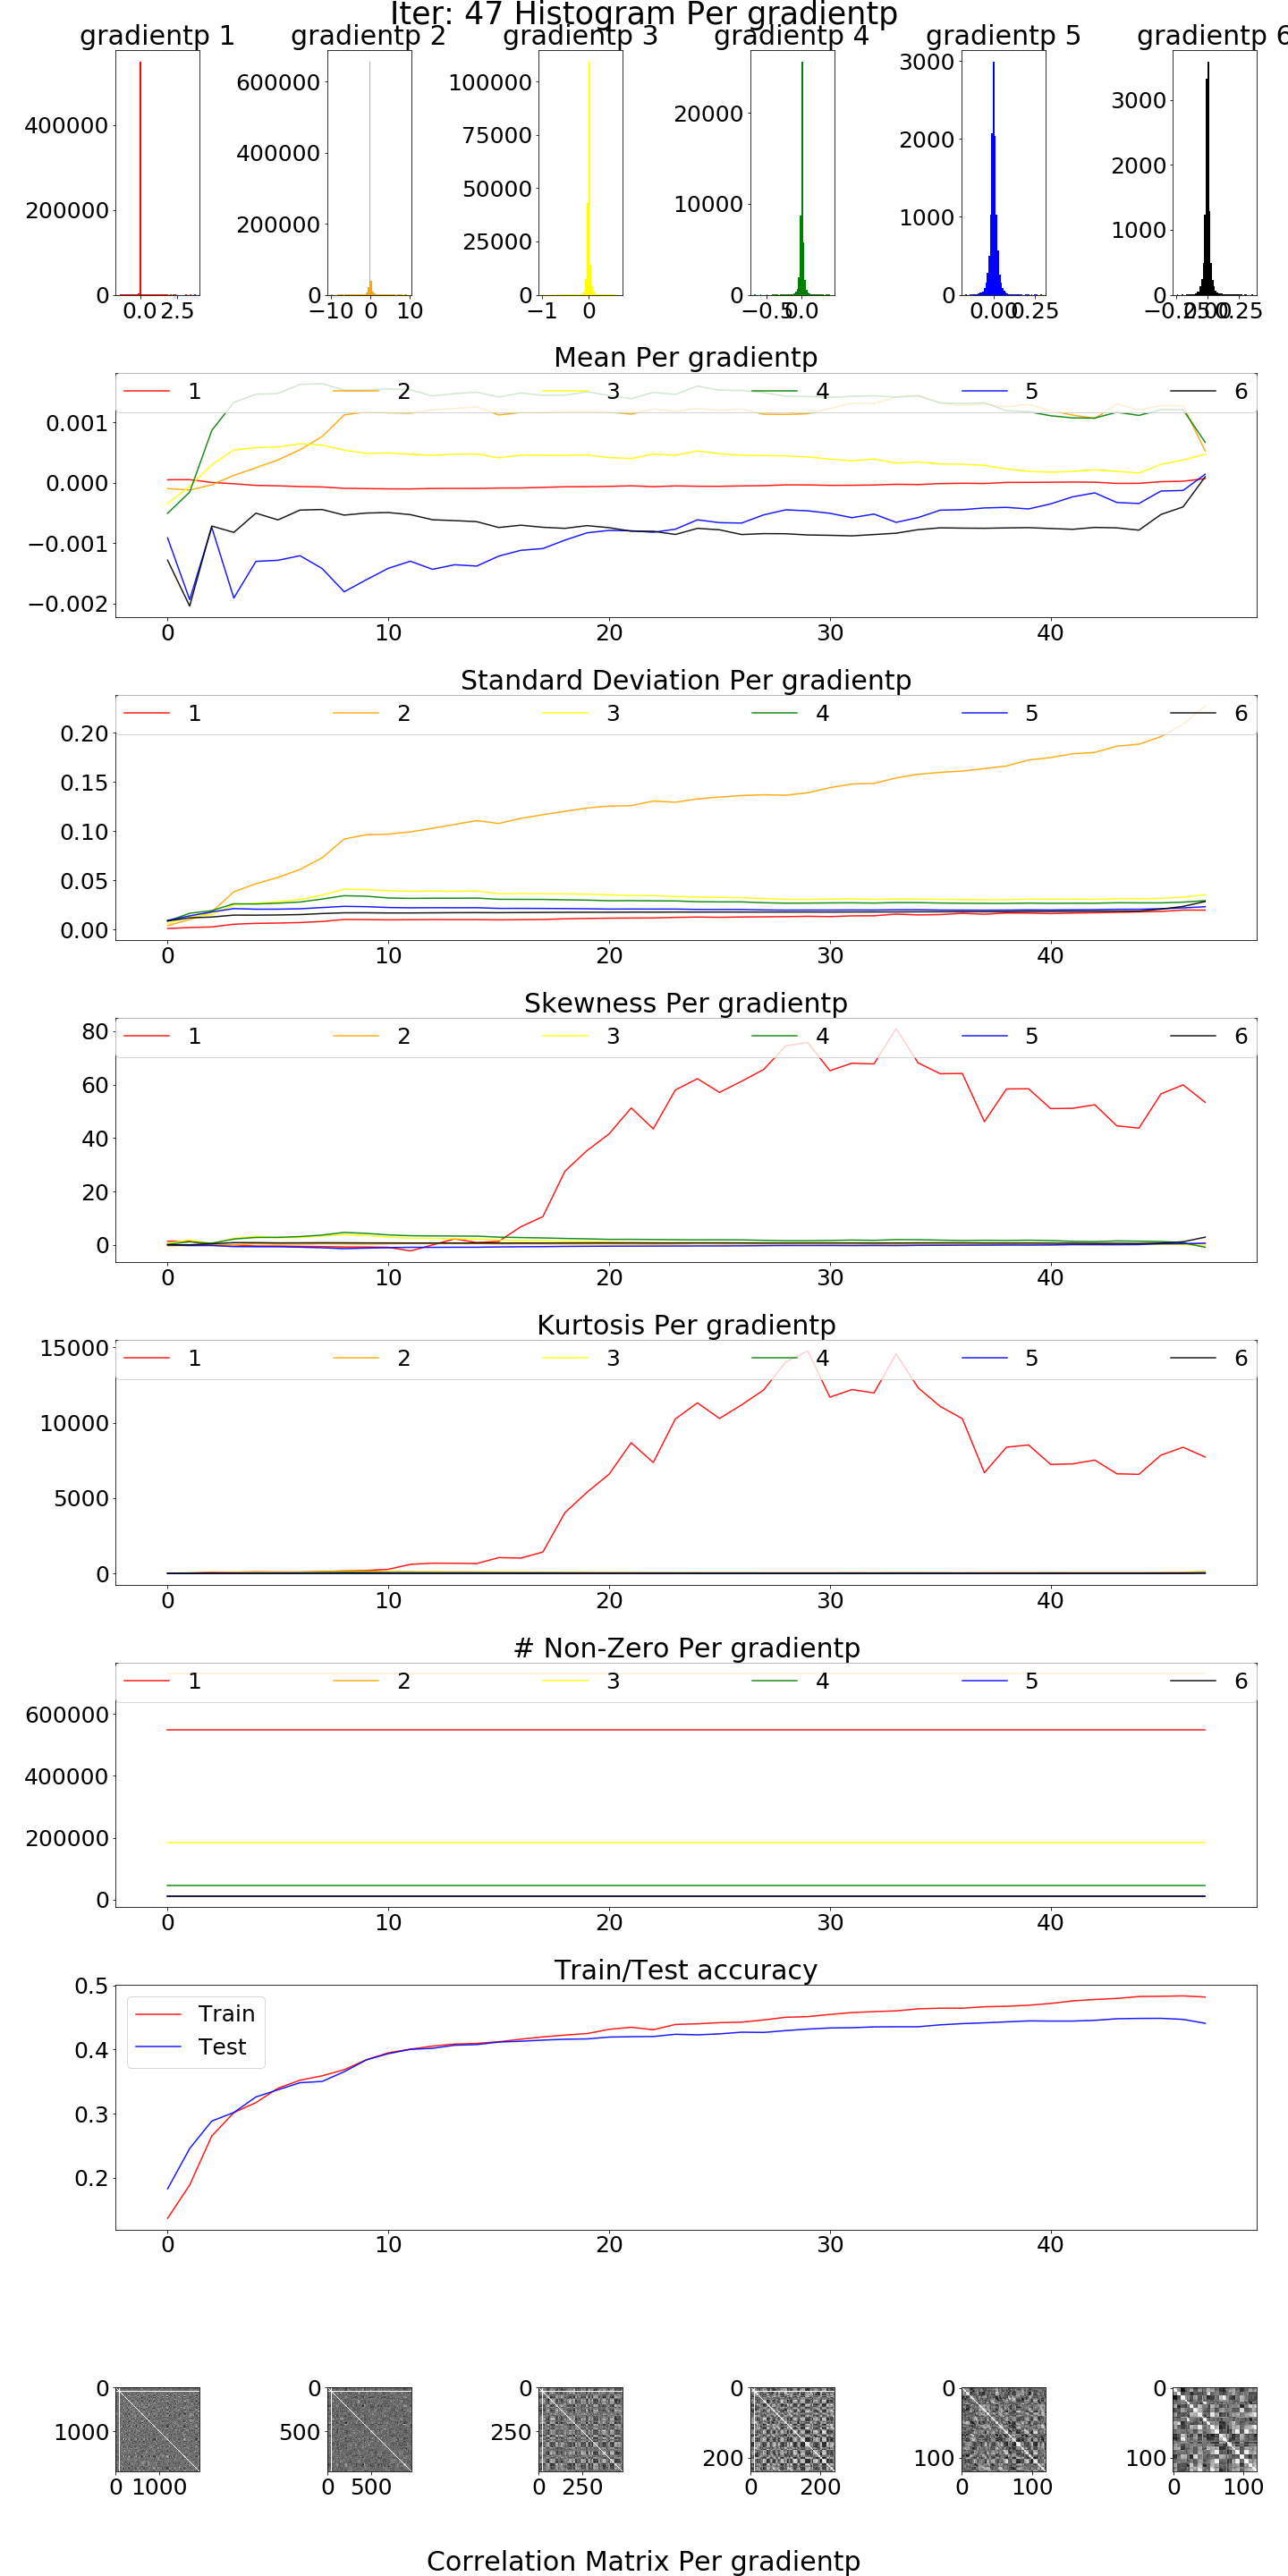 Iter: 47 Histogram Per gradientp
gradientp 1 gradientp 2 gradientp 3 gradientp 4 gradientp 5 gradientp 6
400000
200000
0
0.0 2.5
600000
400000
200000
0
−10 0 10
100000
75000
50000
25000
0
−1 0
20000
10000
0
−0.5 0.0
3000
2000
1000
0
0.00 0.25
3000
2000
1000
0
−0.25 0.00 0.25
Mean Per gradientp
1 2 3 4 5 6
0.001
0.000
−0.001
−0.002
0 10 20 30 40
Standard Deviation Per gradientp
1 2 3 4 5 6
0.20
0.15
0.10
0.05
0.00
0 10 20 30 40
Skewness Per gradientp
1 2 3 4 5 6
80
60
40
20
0
0 10 20 30 40
Kurtosis Per gradientp
1 2 3 4 5 6
15000
10000
5000
0
0 10 20 30 40
# Non-Zero Per gradientp
1 2 3 4 5 6
600000
400000
200000
0
0 10 20 30 40
Train/Test accuracy
Train
Test
0.5
0.4
0.3
0.2
0 10 20 30 40
0
1000
0 1000
0
500
0 500
0
250
0 250
0
200
0 200
0
100
0 100
0
100
0 100
Correlation Matrix Per gradientp